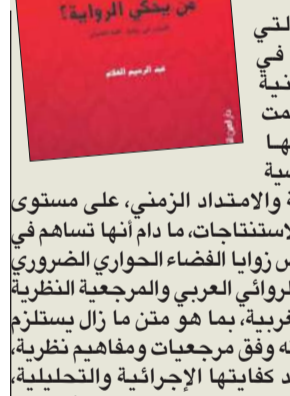 من يحكي الرواية؟
عبد الرحيم العلام
التي
في
نية
مت
ها
سية
ة والامتداد الزمني، على مستوى
لاستنتاجات، ما دام أنها تساهم في
س زوايا الفضاء الحواري الضروري
لروائي العربي والمرجعية النظرية
غربية، بما هو متن ما زال يستلزم
له وفق مرجعيات ومفاهيم نظرية،
د كفايتها الإجرائية والتحليلية،